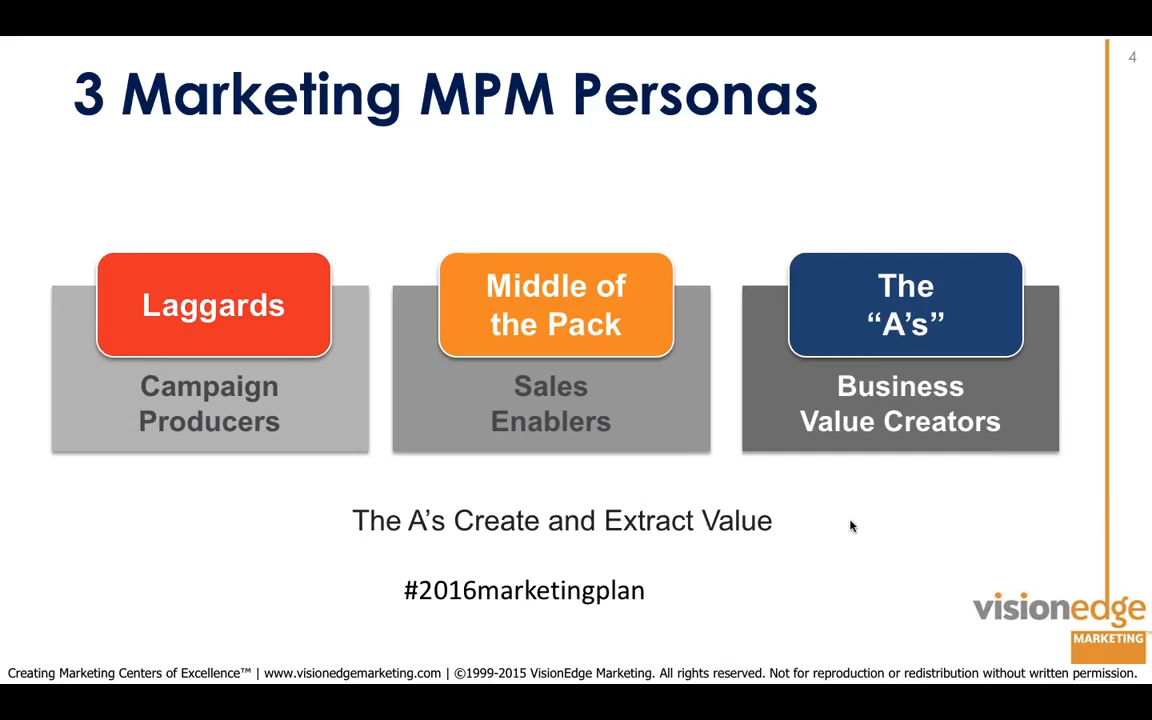 4
3 Marketing MPM Personas
Laggards
Campaign
Producers
Middle of
the Pack
Sales
Enablers
The
“A’s”
Business
Value Creators
The A’s Create and Extract Value
#2016marketingplan
visionedge
MARKETING
Creating Marketing Centers of Excellence™ | www.visionedgemarketing.com | ©1999-2015 VisionEdge Marketing. All rights reserved. Not for reproduction or redistribution without written permission.